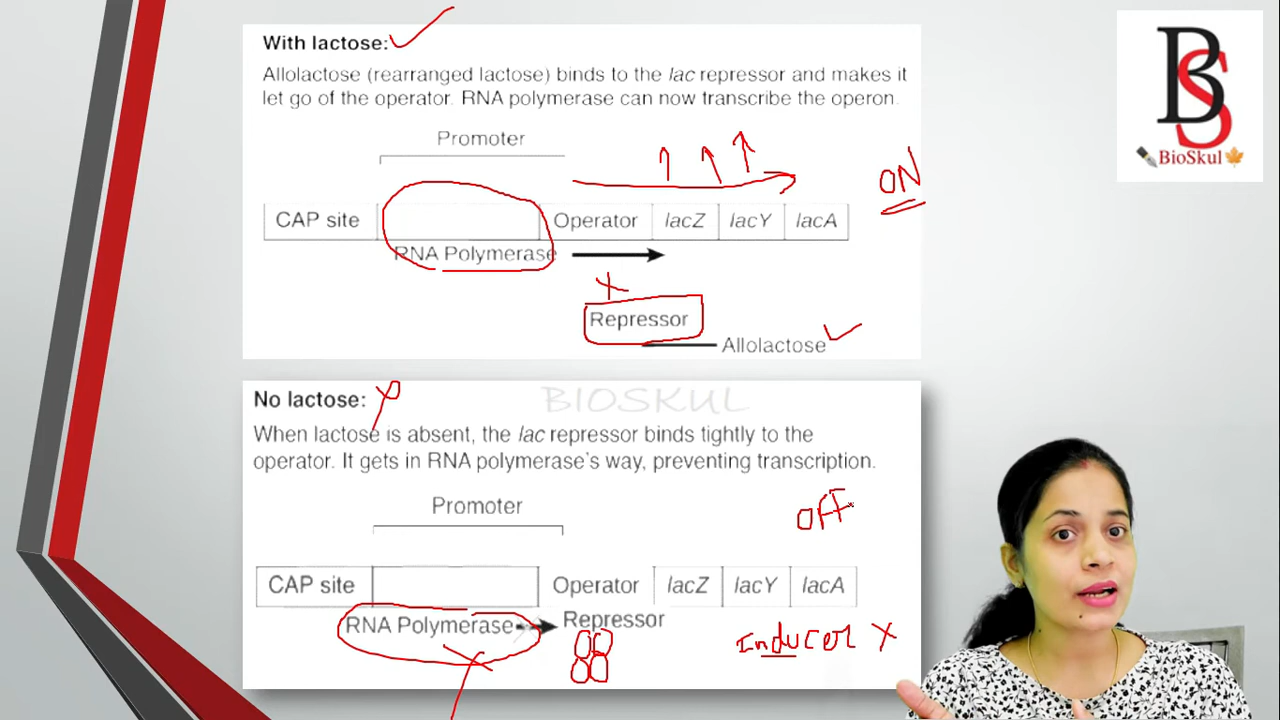 With lactose:
Allolactose (rearranged lactose) binds to the lac repressor and makes it
let go of the operator. RNA polymerase can now transcribe the operon.
Promoter
ON
CAP site Operator lacZ lacY lacA
RNA Polymerase
Repressor
Allolactose
BS
BioSkul
BIOSKUL
No lactose:
When lactose is absent, the lac repressor binds tightly to the
operator. It gets in RNA polymerase's way, preventing transcription.
Promoter
OFF
CAP site Operator lacZ lacY lacA
RNA Polymerase Repressor
Inducer X